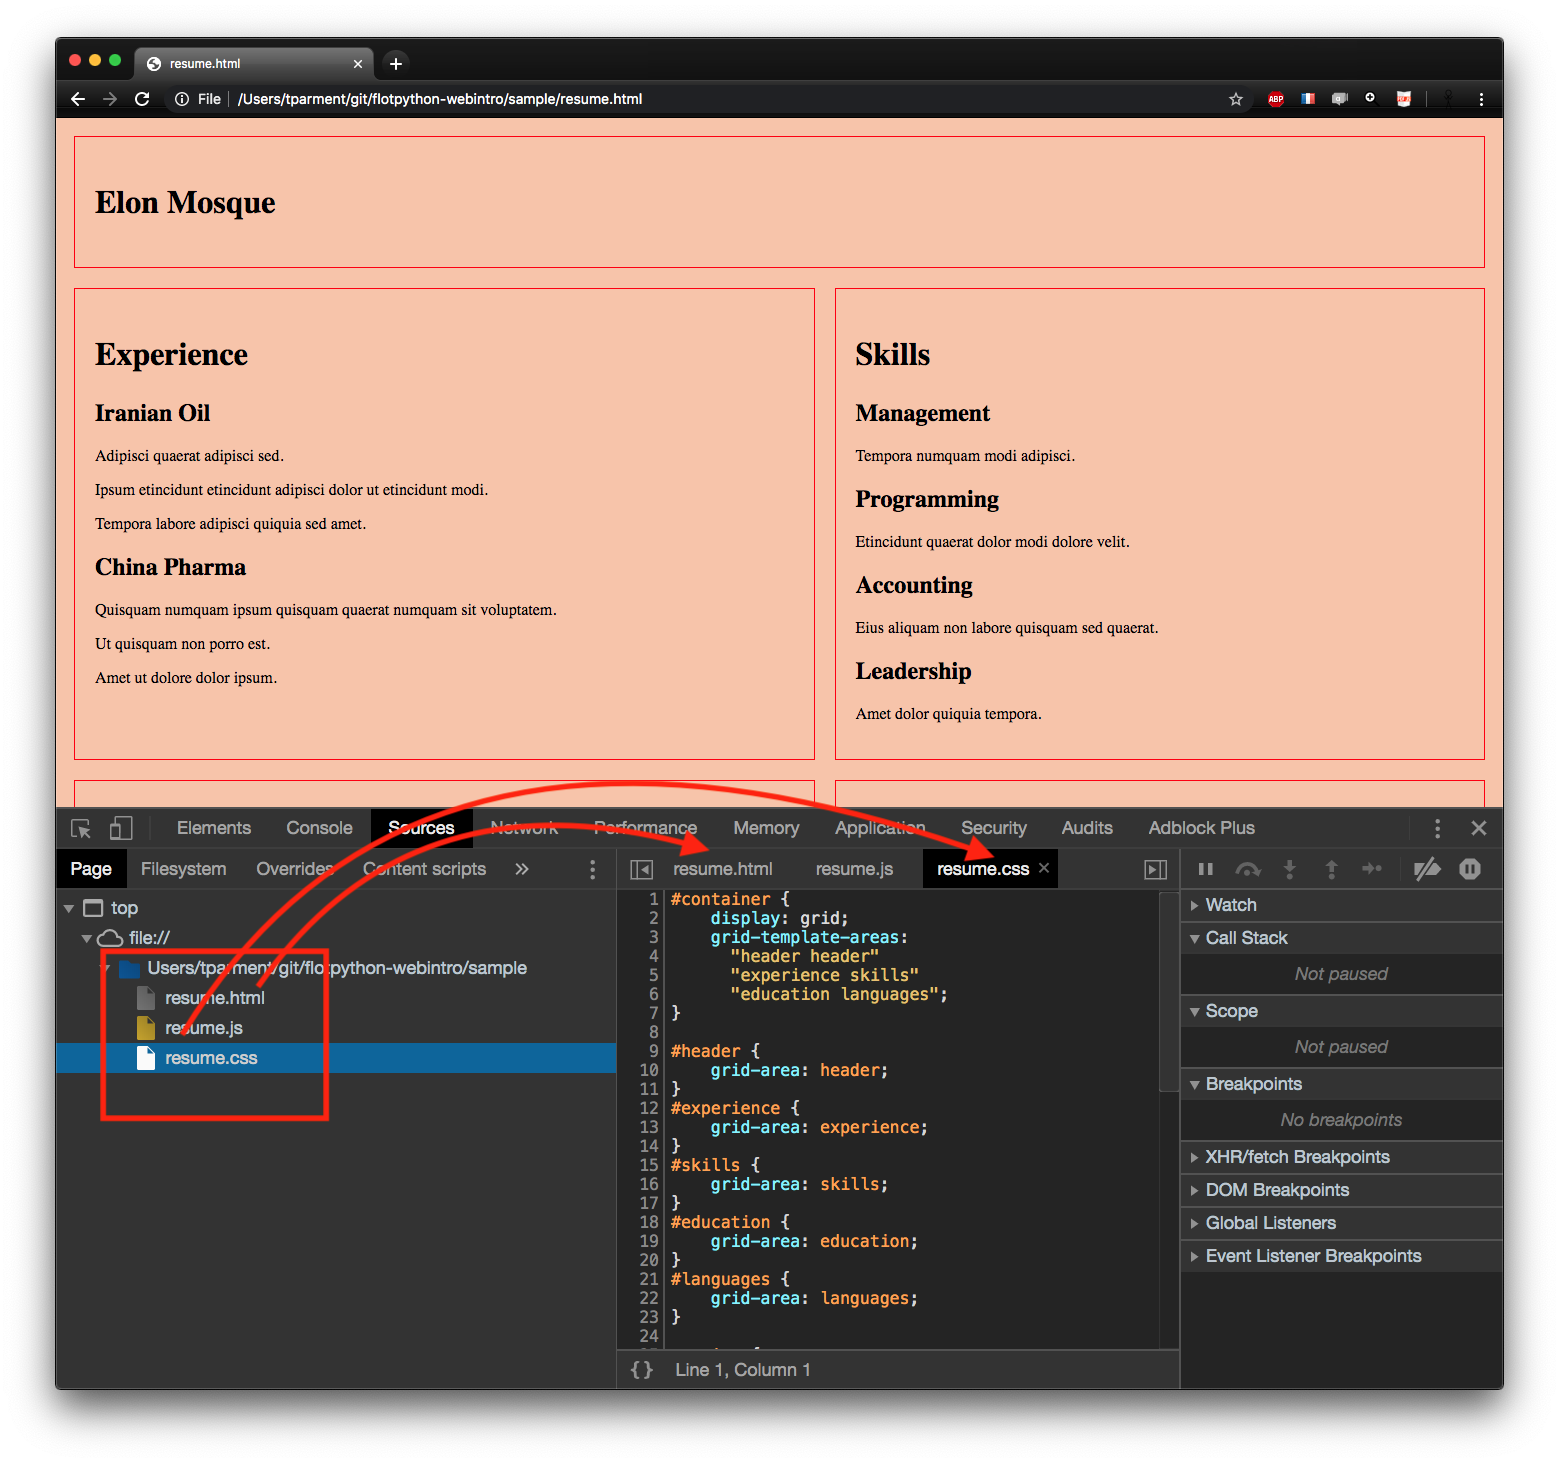 resume.html
File /Users/tparment/git/flotpython-webintro/sample/resume.html
ABP
Elon Mosque
Experience
Iranian Oil
Adipisci quaerat adipisci sed.
Ipsum etincidunt etincidunt adipisci dolor ut etincidunt modi.
Tempora labore adipisci quiquia sed amet.
China Pharma
Quisquam numquam ipsum quisquam quaerat numquam sit voluptatem.
Ut quisquam non porro est.
Amet ut dolore dolor ipsum.
Skills
Management
Tempora numquam modi adipisci.
Programming
Etincidunt quaerat dolor modi dolore velit.
Accounting
Eius aliquam non labore quisquam sed quaerat.
Leadership
Amet dolor quiquia tempora.
Elements Console Sources Network Performance Memory Application Security Audits Adblock Plus
Page Filesystem Overrides Content scripts »
top
file://
Users/tparment/git/flotpython-webintro/sample
resume.html
resume.js
resume.css
resume.html resume.js resume.css
1 #container {
2 display: grid;
3 grid-template-areas:
4 "header header"
5 "experience skills"
6 "education languages";
7 }
8
9 #header {
10 grid-area: header;
11 }
12 #experience {
13 grid-area: experience;
14 }
15 #skills {
16 grid-area: skills;
17 }
18 #education {
19 grid-area: education;
20 }
21 #languages {
22 grid-area: languages;
23 }
24
{} Line 1, Column 1
Watch
Call Stack
Not paused
Scope
Not paused
Breakpoints
No breakpoints
XHR/fetch Breakpoints
DOM Breakpoints
Global Listeners
Event Listener Breakpoints